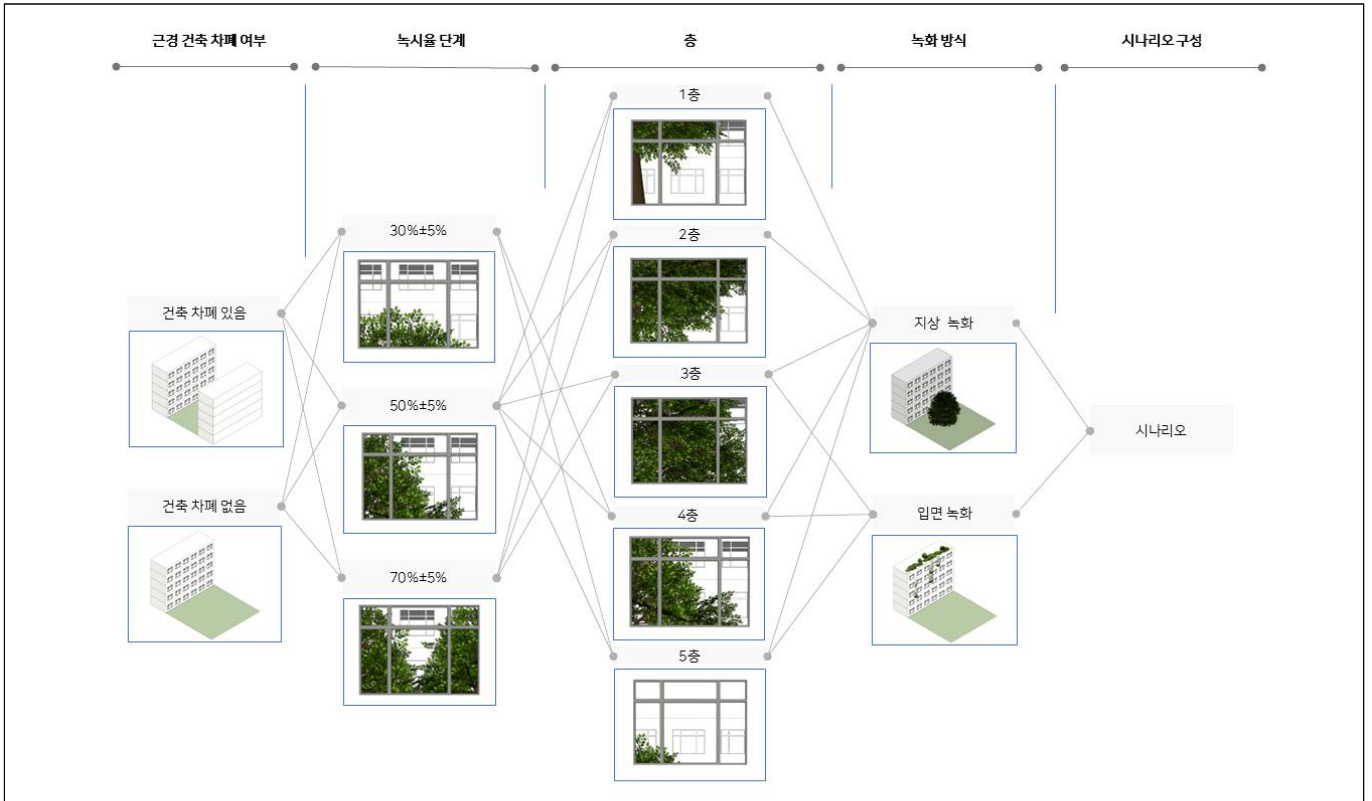 근경 건축 차폐 여부
녹시율 단계
층
녹화 방식
시나리오 구성
건축 차폐 있음
건축 차폐 없음
30%±5%
50%±5%
70%±5%
1층
2층
3층
4층
5층
지상 녹화
입면 녹화
시나리오